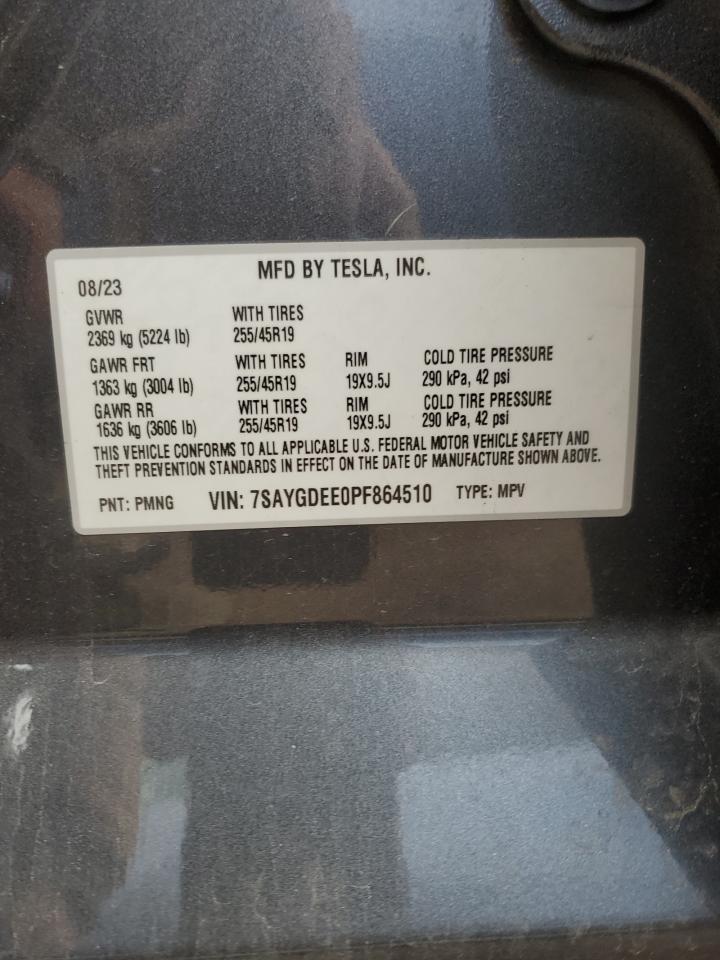 MFD BY TESLA, INC.
08/23
GVWR WITH TIRES
2369 kg (5224 lb) 255/45R19
GAWR FRT WITH TIRES RIM COLD TIRE PRESSURE
1363 kg (3004 lb) 255/45R19 19X9.5J 290 kPa, 42 psi
GAWR RR WITH TIRES RIM COLD TIRE PRESSURE
1636 kg (3606 lb) 255/45R19 19X9.5J 290 kPa, 42 psi
THIS VEHICLE CONFORMS TO ALL APPLICABLE U.S. FEDERAL MOTOR VEHICLE SAFETY AND
THEFT PREVENTION STANDARDS IN EFFECT ON THE DATE OF MANUFACTURE SHOWN ABOVE.
PNT: PMNG VIN: 7SAYGDEE0PF864510 TYPE: MPV